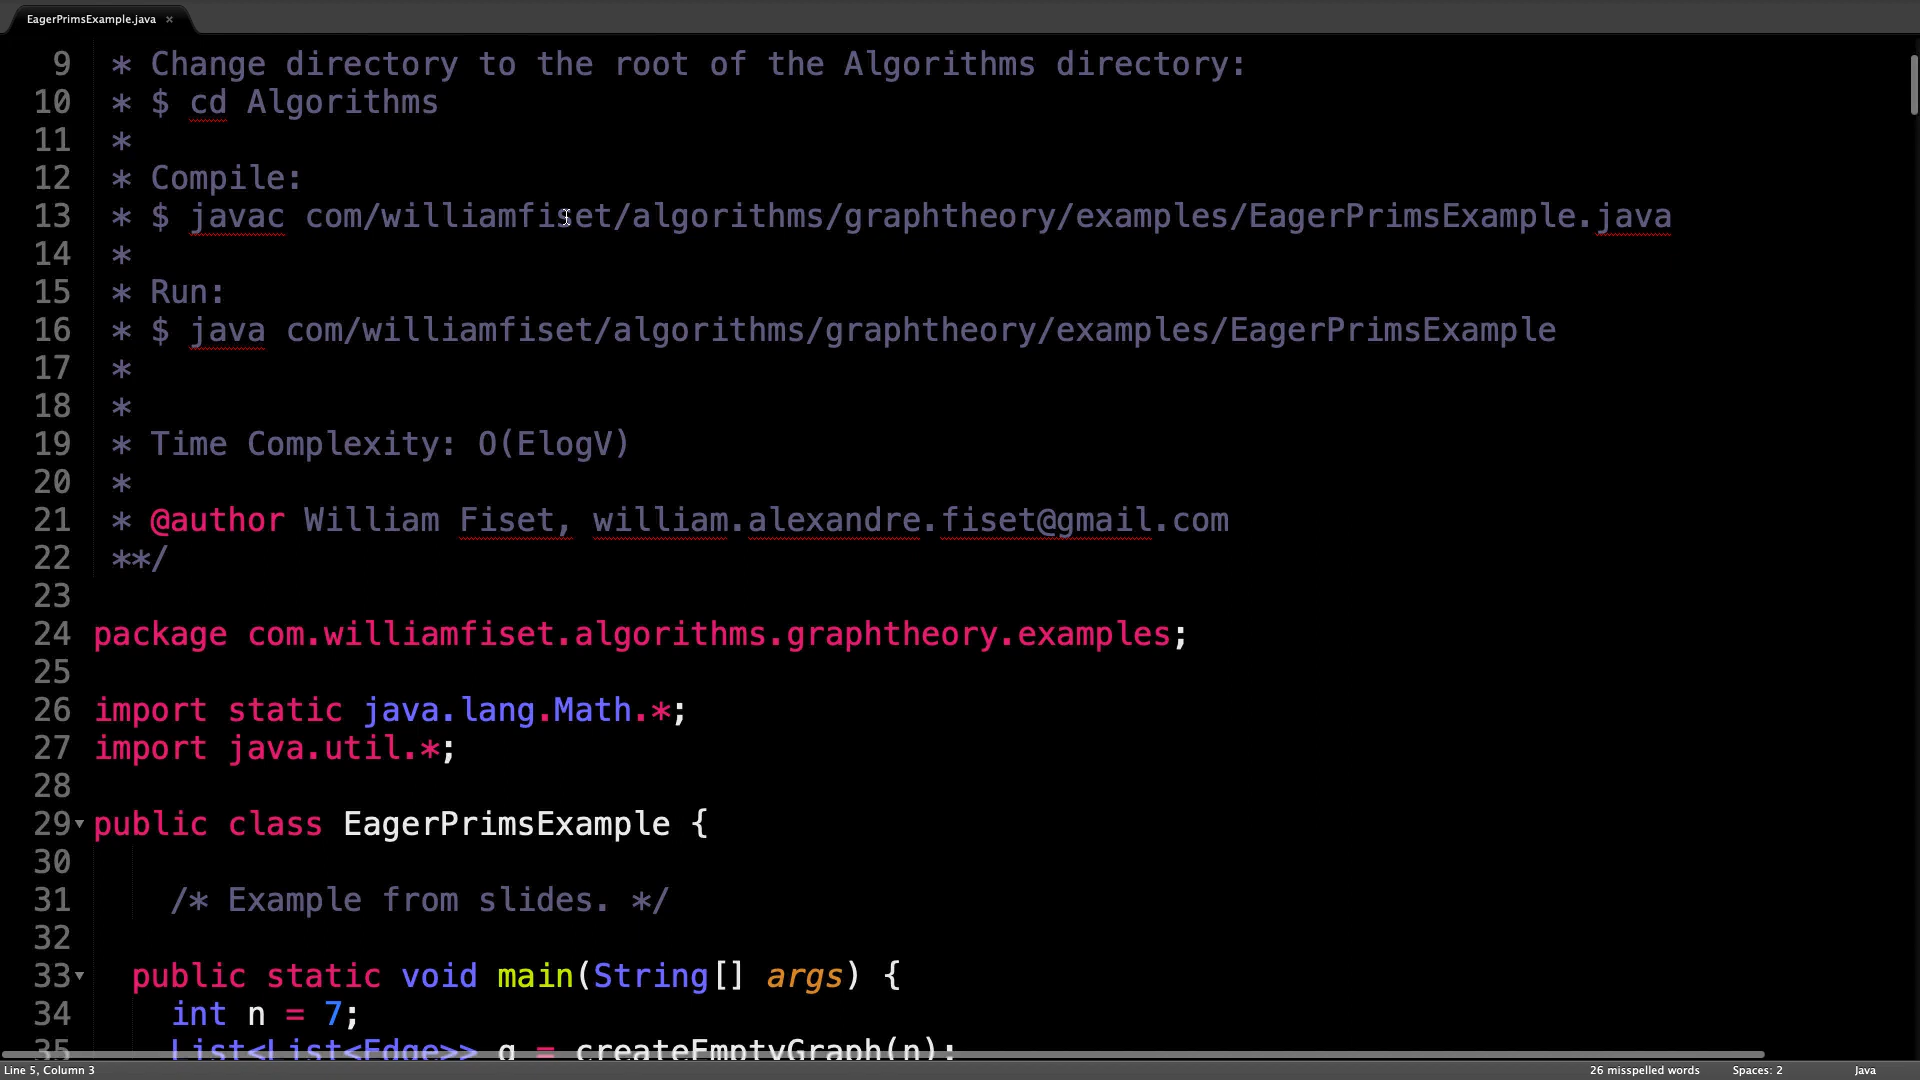 EagerPrimsExample.java ×
9 * Change directory to the root of the Algorithms directory:
10 * $ cd Algorithms
11 *
12 * Compile:
13 * $ javac com/williamfiset/algorithms/graphtheory/examples/EagerPrimsExample.java
14 *
15 * Run:
16 * $ java com/williamfiset/algorithms/graphtheory/examples/EagerPrimsExample
17 *
18 *
19 * Time Complexity: O(ElogV)
20 *
21 * @author William Fiset, william.alexandre.fiset@gmail.com
22 **/
23
24 package com.williamfiset.algorithms.graphtheory.examples;
25
26 import static java.lang.Math.*;
27 import java.util.*;
28
29 public class EagerPrimsExample {
30
31 /* Example from slides. */
32
33 public static void main(String[] args) {
34 int n = 7;
35 List<List<Edge>> g = createEmptyGraph(n);
Line 5, Column 3
26 misspelled words
Spaces: 2
Java